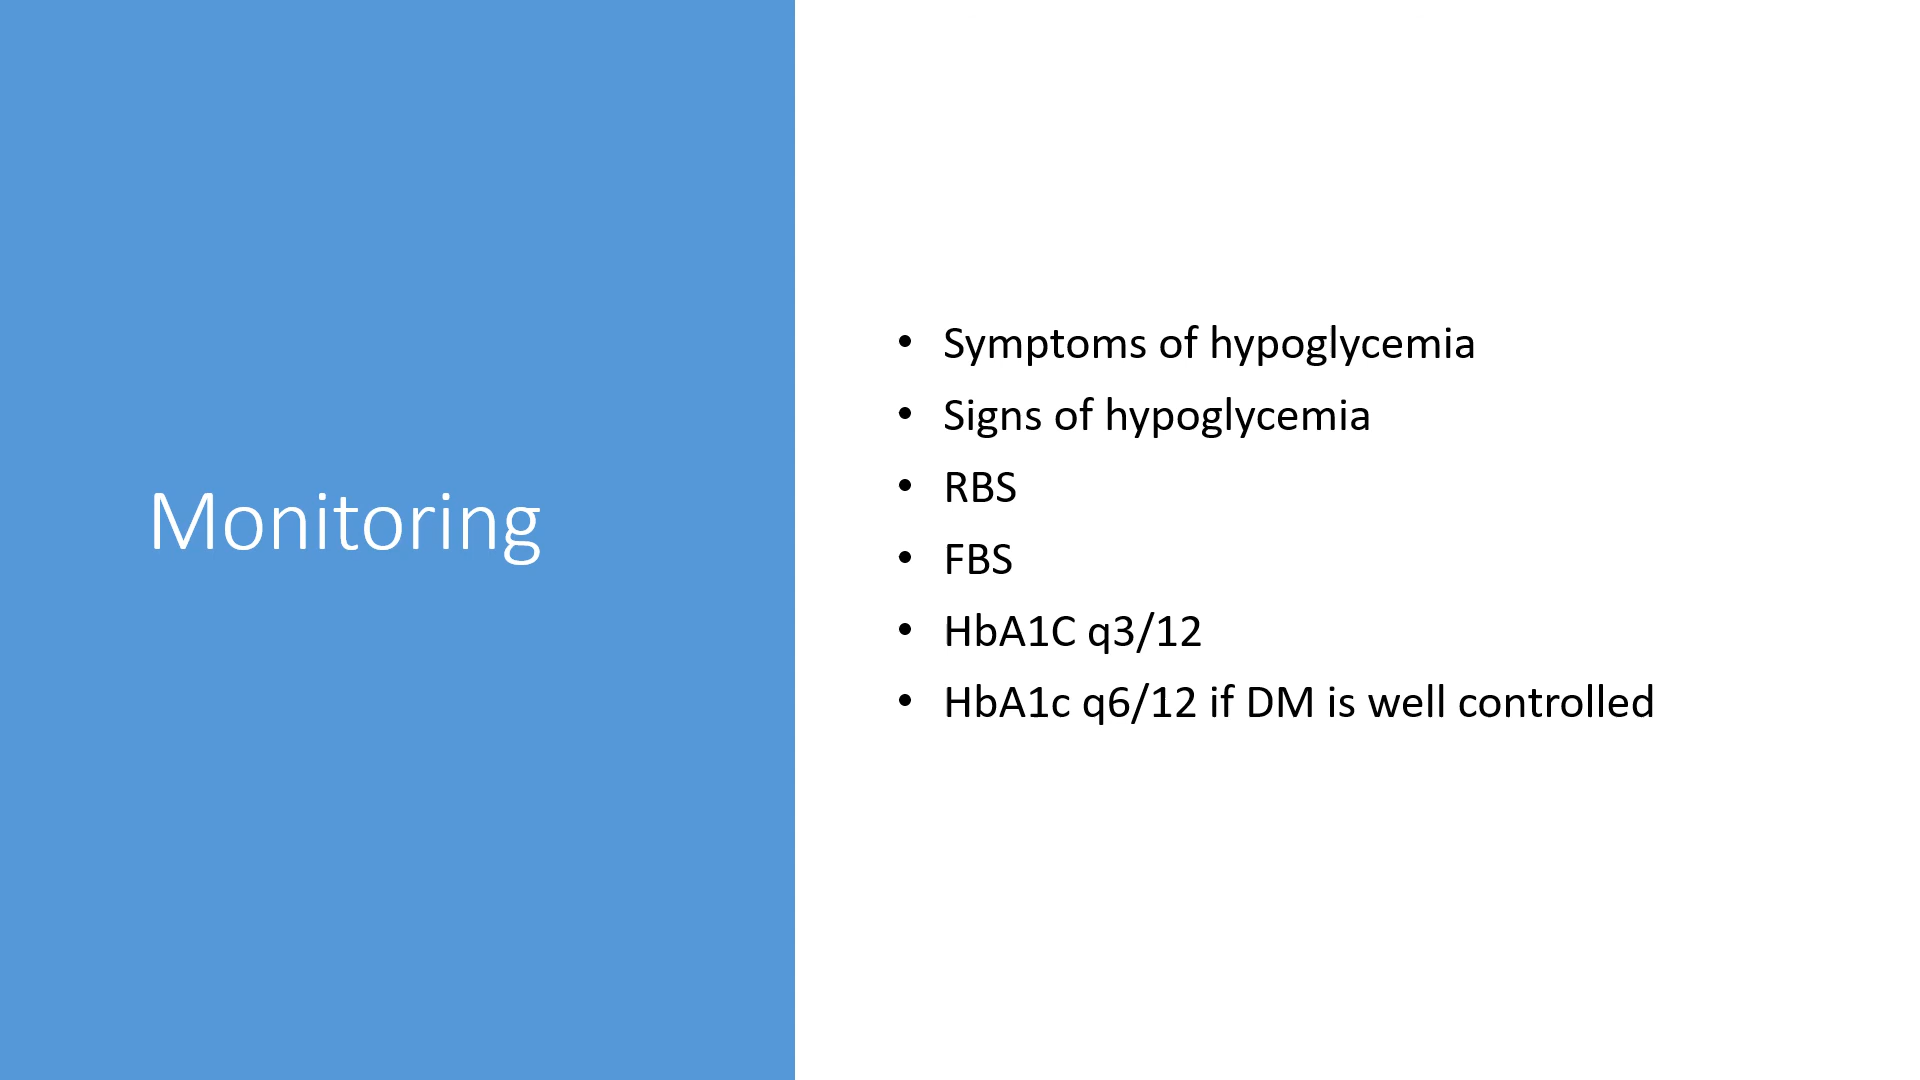 Monitoring
• Symptoms of hypoglycemia
• Signs of hypoglycemia
• RBS
• FBS
• HbA1C q3/12
• HbA1c q6/12 if DM is well controlled